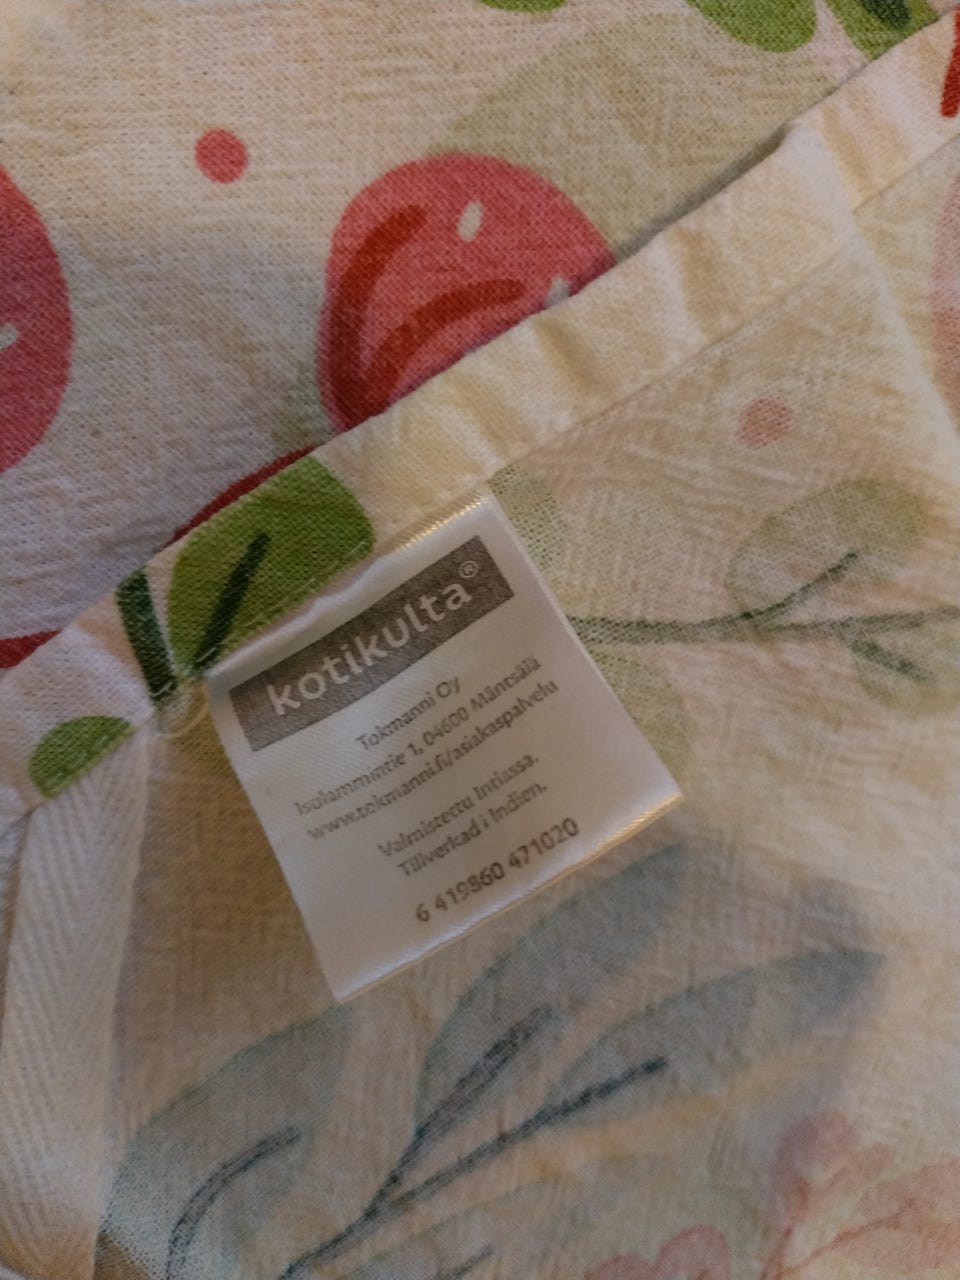 kotikulta®
Tokmanni Oy
Isolammintie 1, 04600 Mäntsälä
www.tokmanni.fi/asiakaspalvelu
Valmistettu Intiassa.
Tillverkad i Indien.
6 419860 471020